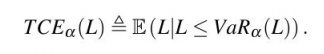 TCE_α(L) ≜ 𝔼 (L|L ≤ VaR_α(L)) .